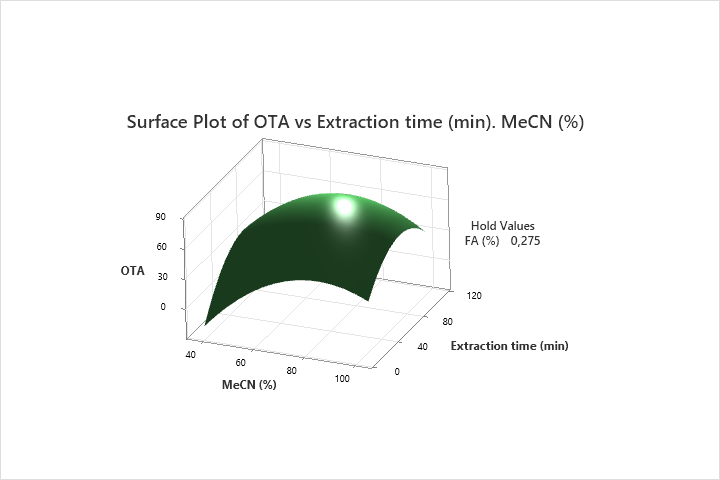 Surface Plot of OTA vs Extraction time (min). MeCN (%)
Hold Values
FA (%) 0,275
90
60
30
0
OTA
40
60
80
100
MeCN (%)
0
40
80
120
Extraction time (min)